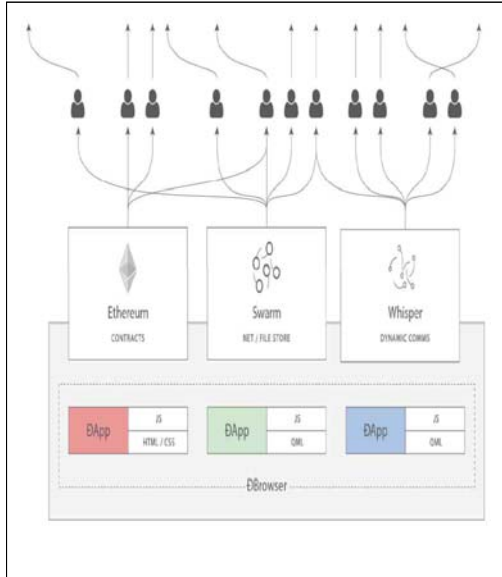 Ethereum
CONTRACTS
Swarm
NET / FILE STORE
Whisper
DYNAMIC COMMS
ĐApp
JS
HTML / CSS
ĐApp
JS
QML
ĐApp
JS
QML
ĐBrowser